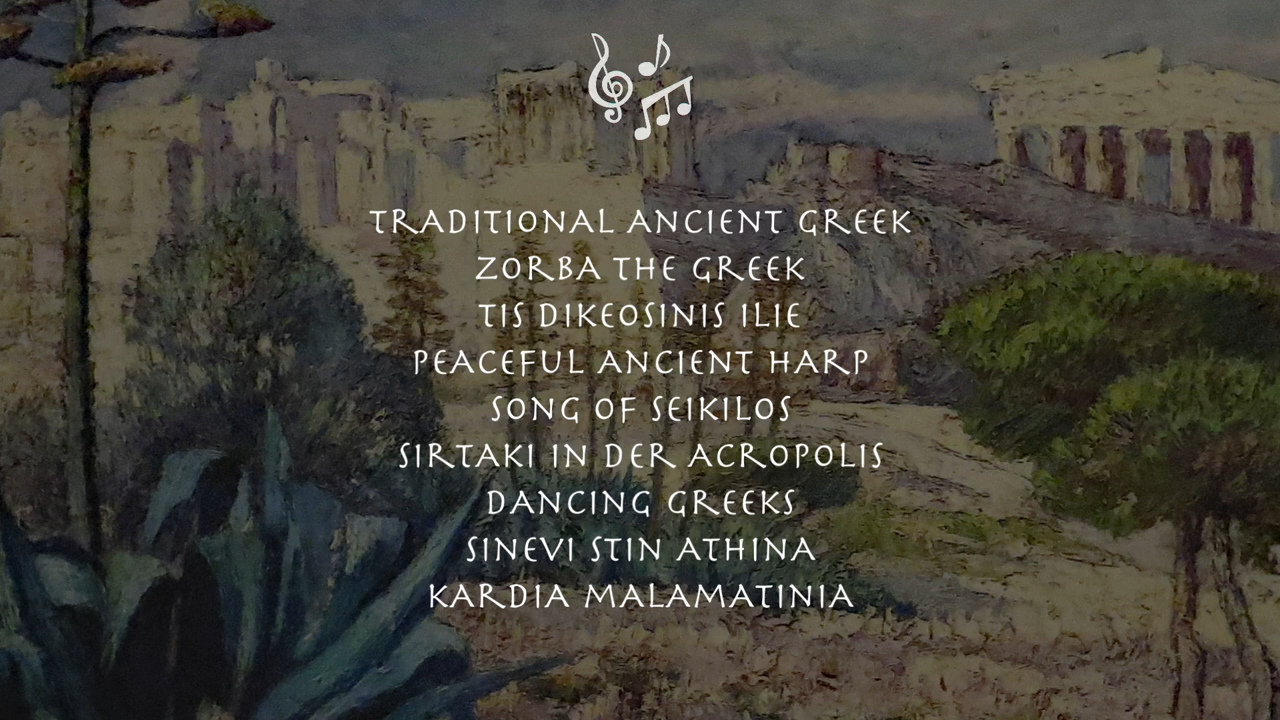 TRADITIONAL ANCIENT GREEK
ZORBA THE GREEK
TIS DIKEOSINIS ILIE
PEACEFUL ANCIENT HARP
SONG OF SEIKILOS
SIRTAKI IN DER ACROPOLIS
DANCING GREEKS
SINEVI STIN ATHINA
KARDIA MALAMATINIA